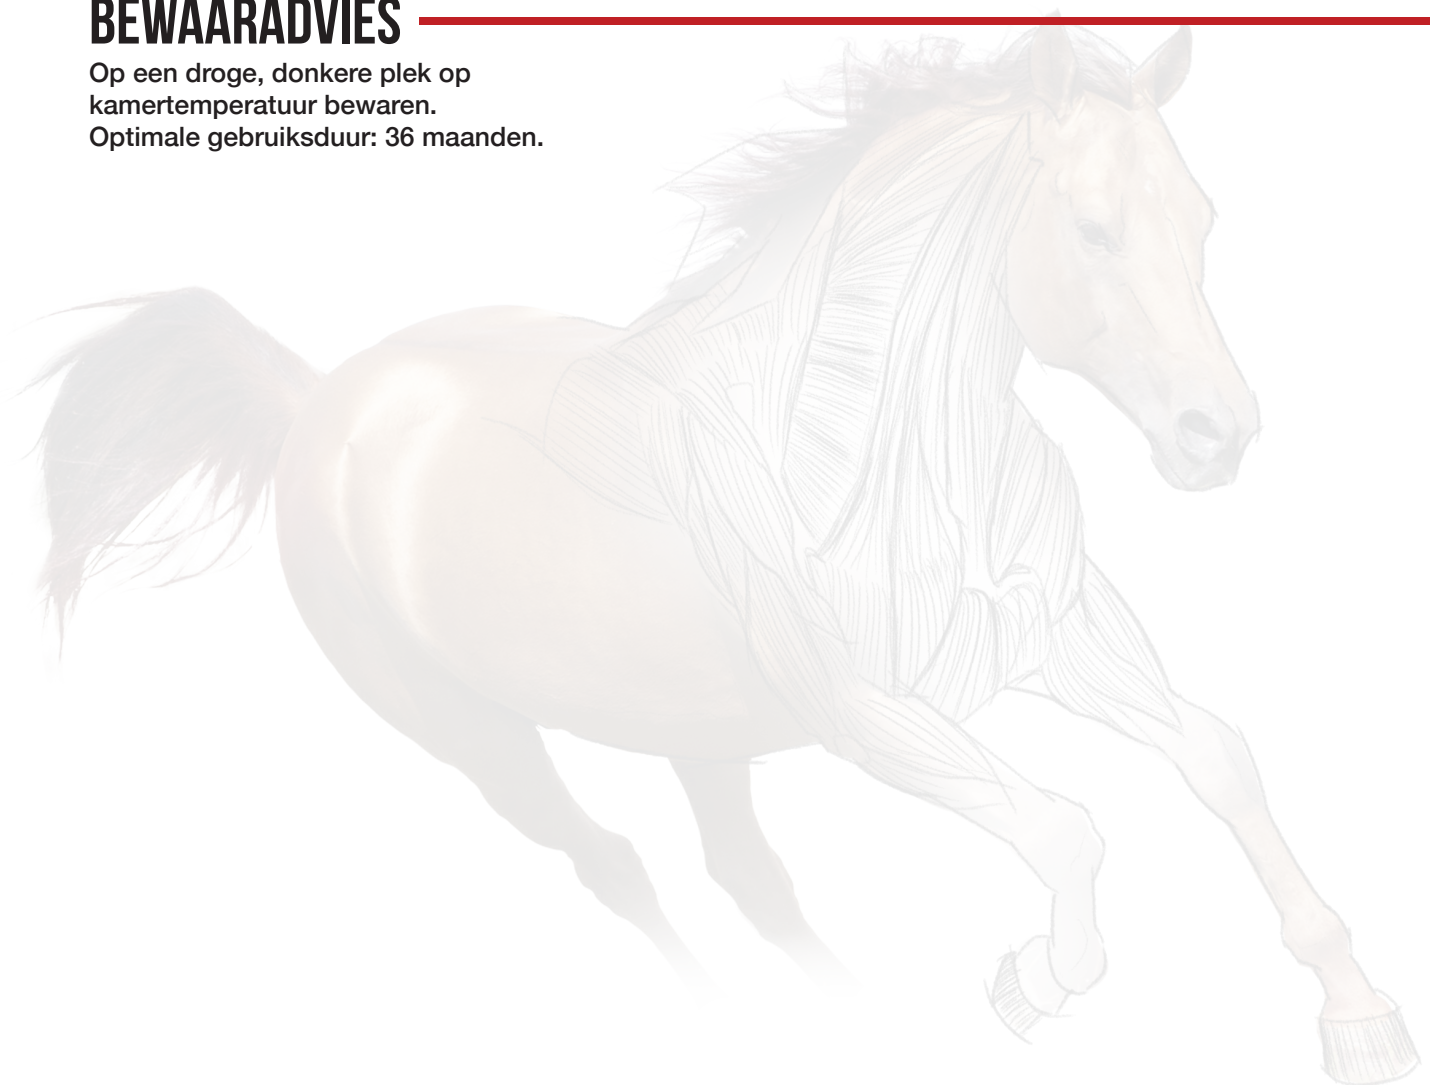 BEWAARADVIES
Op een droge, donkere plek op
kamertemperatuur bewaren.
Optimale gebruiksduur: 36 maanden.